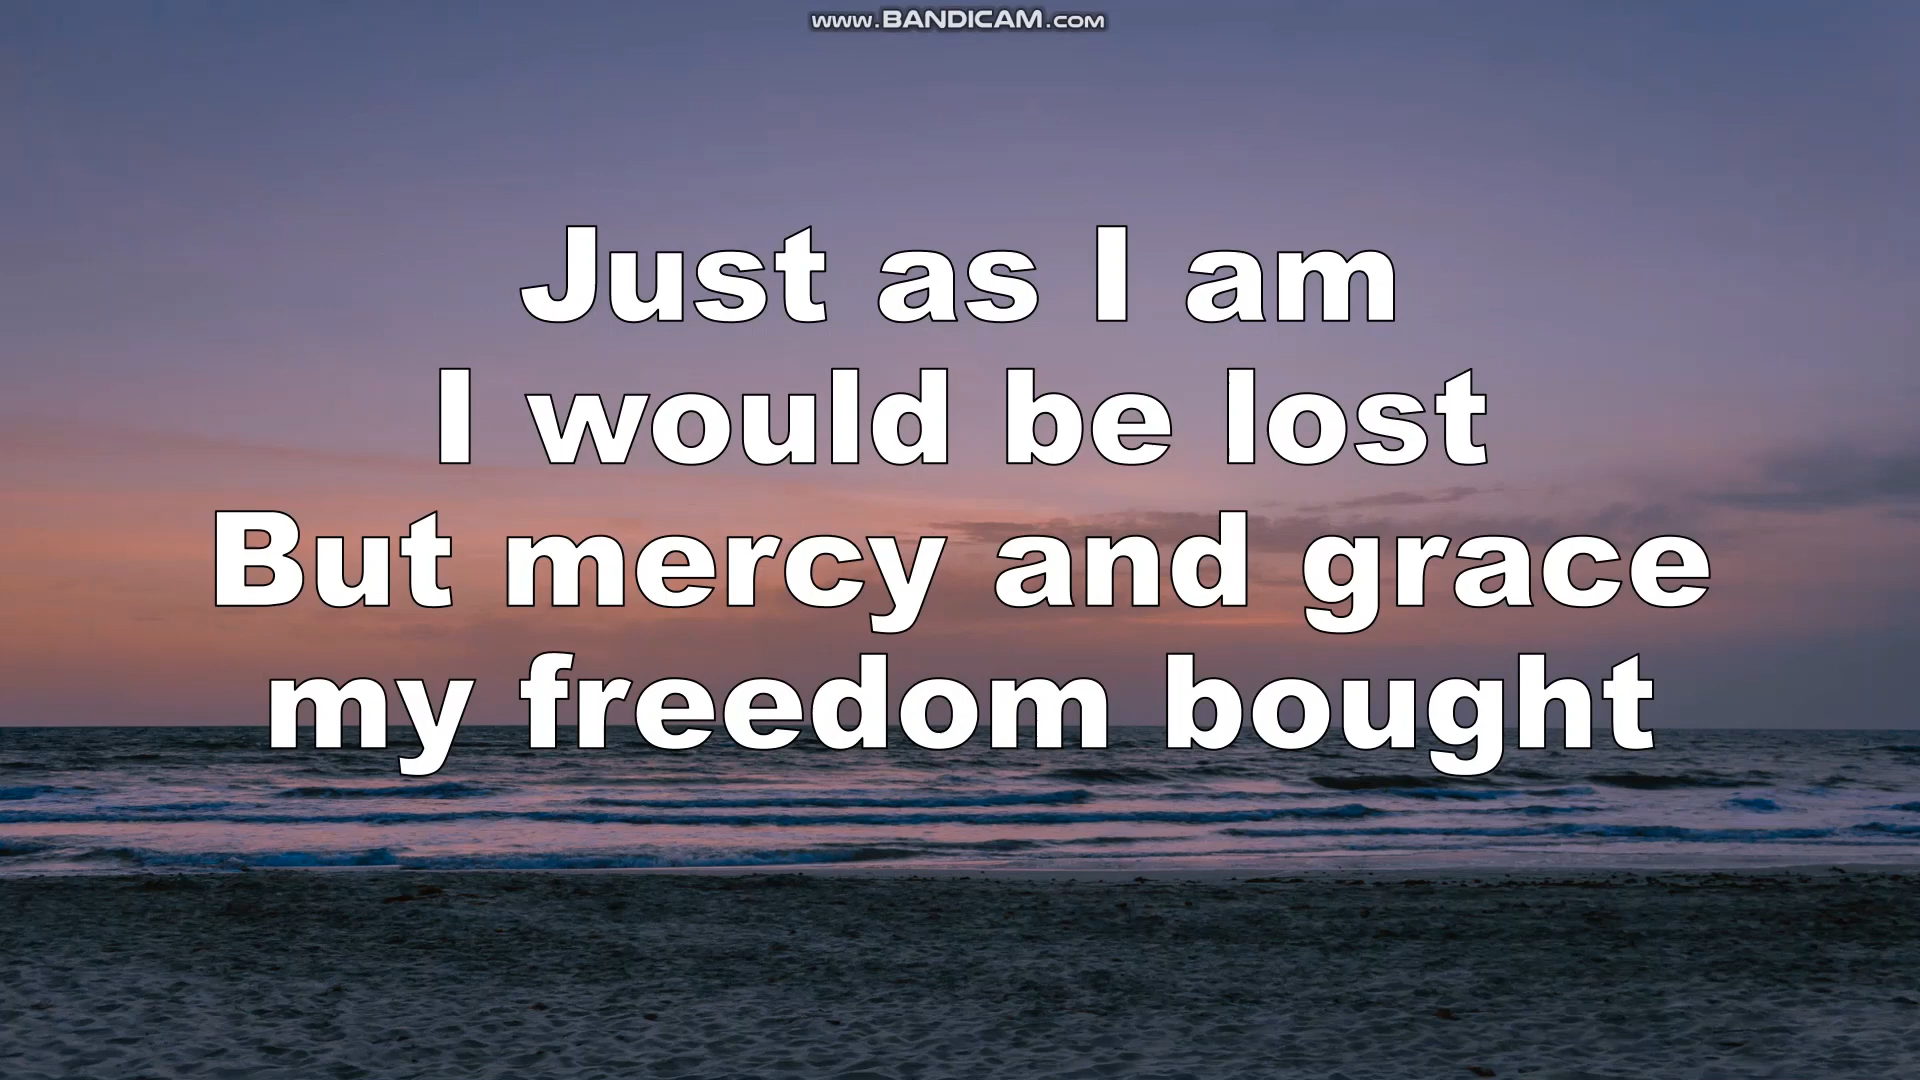 www.BANDICAM.com
Just as I am
I would be lost
But mercy and grace
my freedom bought